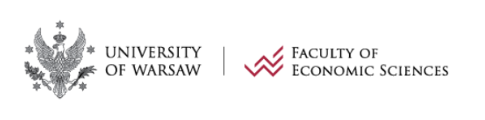 UNIVERSITY
OF WARSAW
FACULTY OF
ECONOMIC SCIENCES